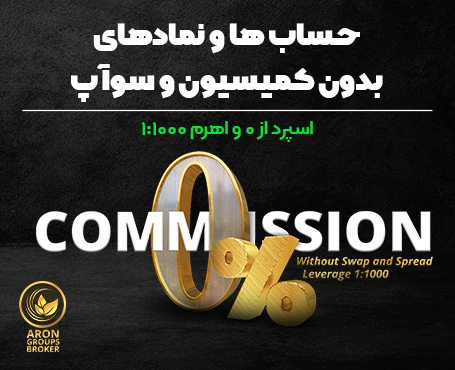 حساب ها و نمادهای
بدون کمیسیون و سوآپ
اسپرد از ۰ و اهرم ۱:۱۰۰۰
COMMISSION
0%
Without Swap and Spread
Leverage 1:1000
ARON
GROUPS
BROKER